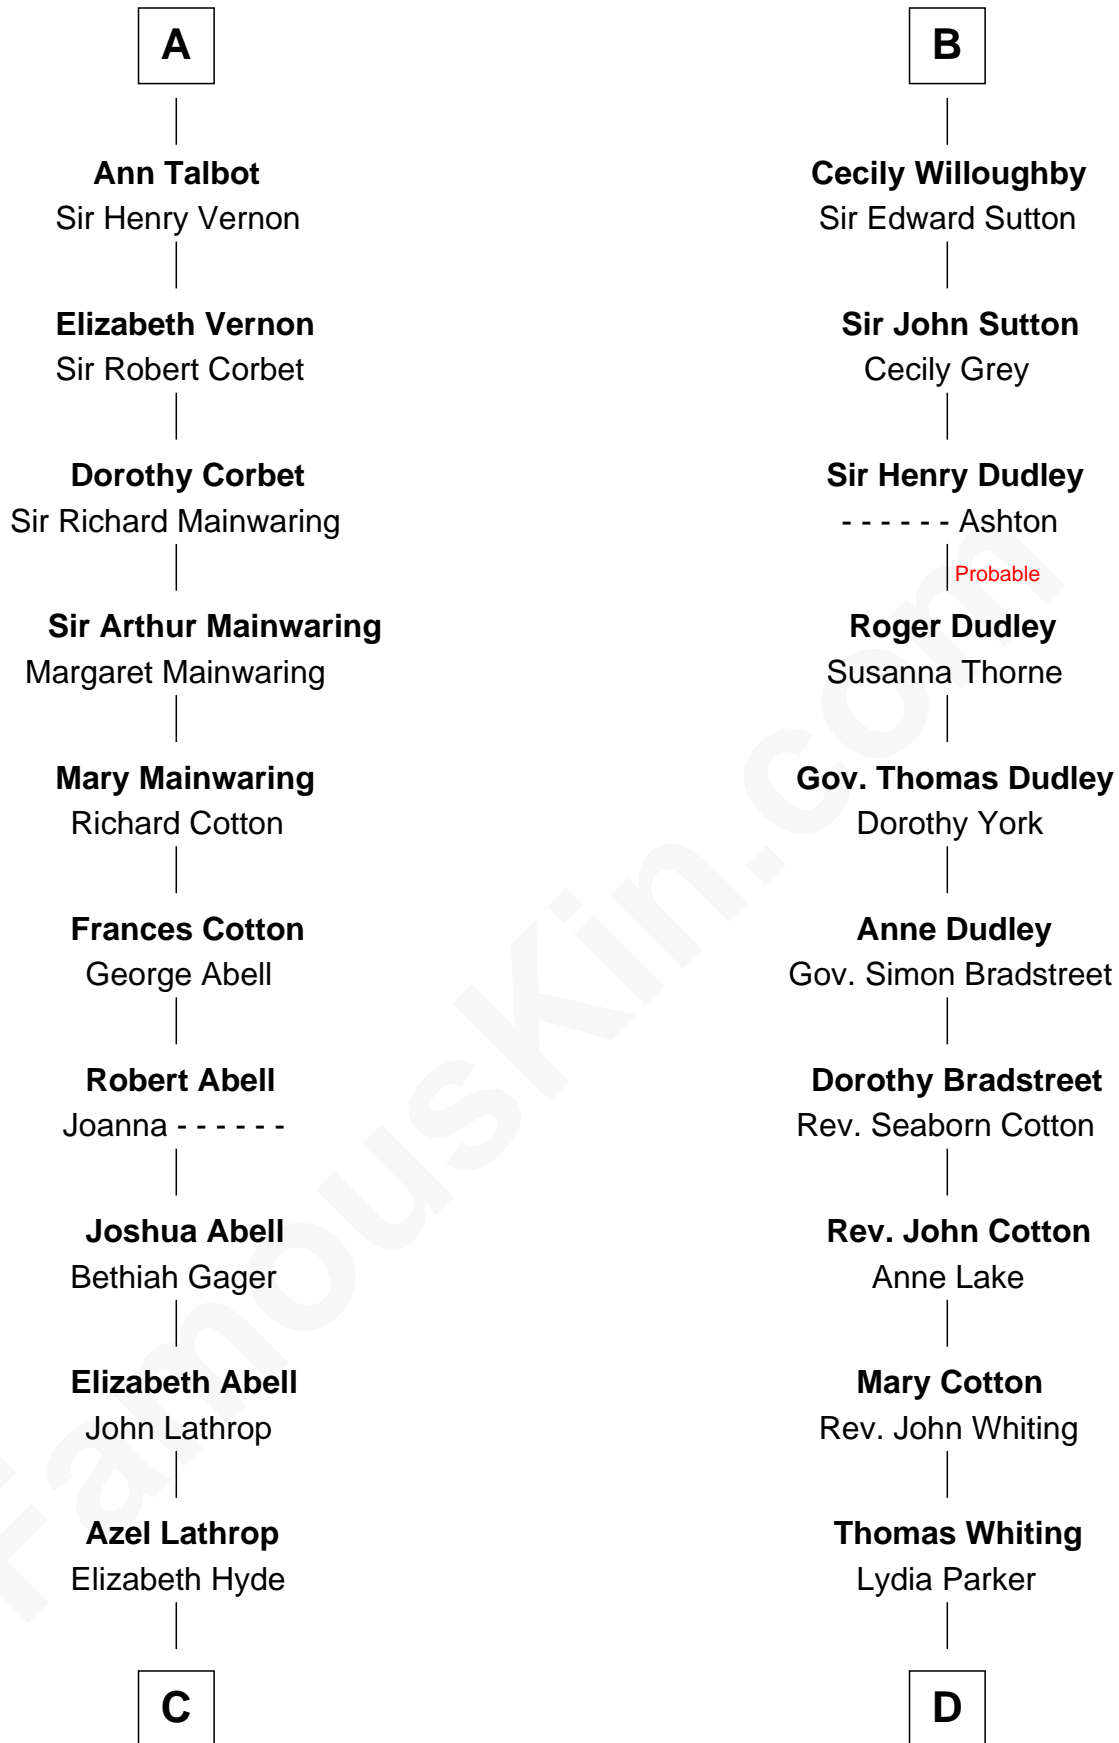 A
Ann Talbot
Sir Henry Vernon
Elizabeth Vernon
Sir Robert Corbet
Dorothy Corbet
Sir Richard Mainwaring
Sir Arthur Mainwaring
Margaret Mainwaring
Mary Mainwaring
Richard Cotton
Frances Cotton
George Abell
Robert Abell
Joanna - - - - - -
Joshua Abell
Bethiah Gager
Elizabeth Abell
John Lathrop
Azel Lathrop
Elizabeth Hyde
C
B
Cecily Willoughby
Sir Edward Sutton
Sir John Sutton
Cecily Grey
Sir Henry Dudley
- - - - - - Ashton
Probable
Roger Dudley
Susanna Thorne
Gov. Thomas Dudley
Dorothy York
Anne Dudley
Gov. Simon Bradstreet
Dorothy Bradstreet
Rev. Seaborn Cotton
Rev. John Cotton
Anne Lake
Mary Cotton
Rev. John Whiting
Thomas Whiting
Lydia Parker
D
FamousKin.com